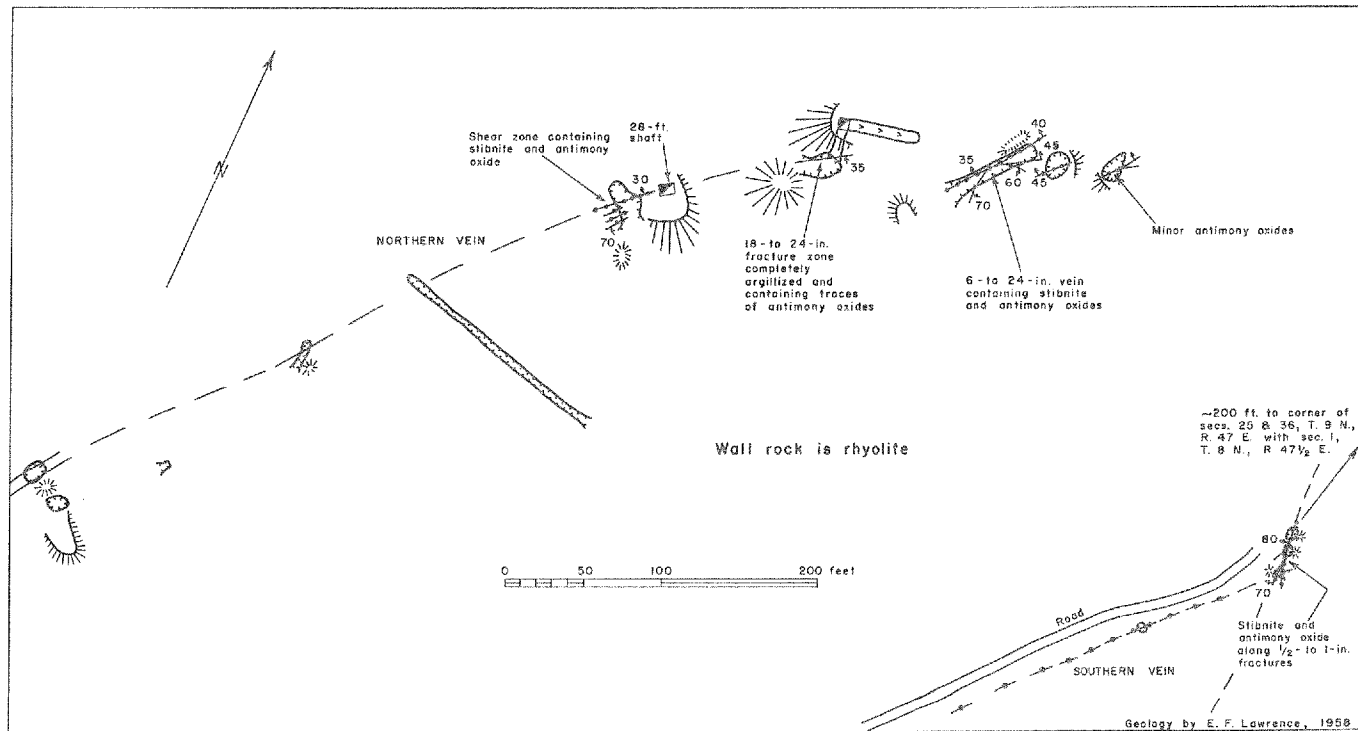 N
Shear zone containing
stibnite and antimony
oxide
28-ft.
shaft
30
70
NORTHERN VEIN
35
18-to 24-in.
fracture zone
completely
argillized and
containing traces
of antimony oxides
40
45
35
60
45
70
6-to 24-in. vein
containing stibnite
and antimony oxides
Minor antimony oxides
Wall rock is rhyolite
~200 ft. to corner of
secs. 25 & 36, T. 9 N.,
R. 47 E. with sec. 1,
T. 8 N., R 47½ E.
0 50 100 200 feet
80
70
Road
SOUTHERN VEIN
Stibnite and
antimony oxide
along 1/2- to 1-in.
fractures
Geology by E. F. Lawrence, 1958